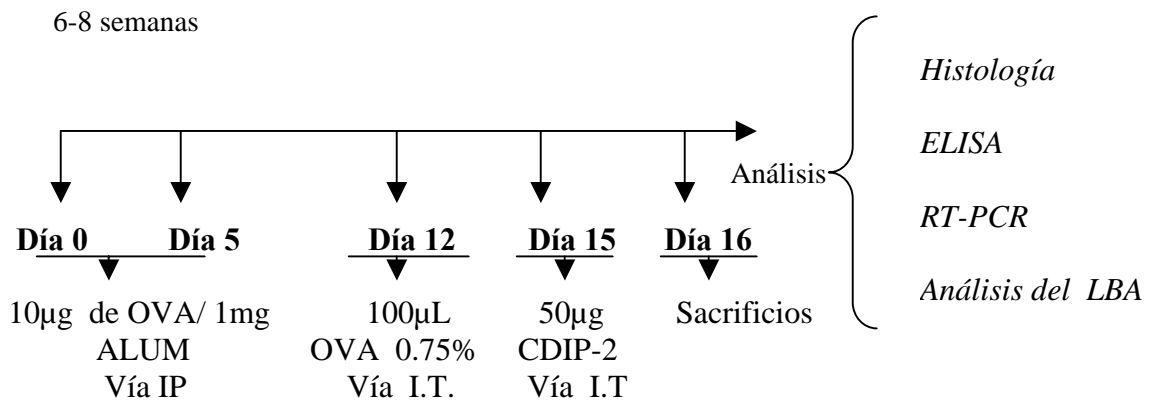 6-8 semanas
Histología
ELISA
Análisis
RT-PCR
Día 0 Día 5 Día 12 Día 15 Día 16
Análisis del LBA
10µg de OVA/ 1mg 100µL 50µg Sacrificios
ALUM OVA 0.75% CDIP-2
Vía IP Vía I.T. Vía I.T